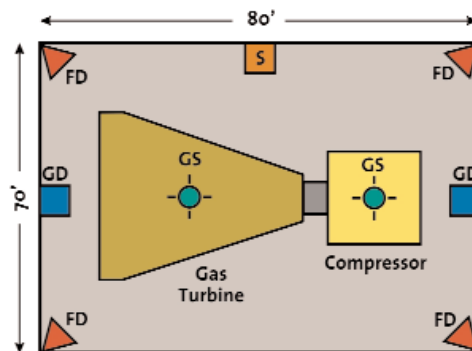 80'
S
FD
FD
GS
GS
GD
GD
70'
Compressor
Gas
Turbine
FD
FD